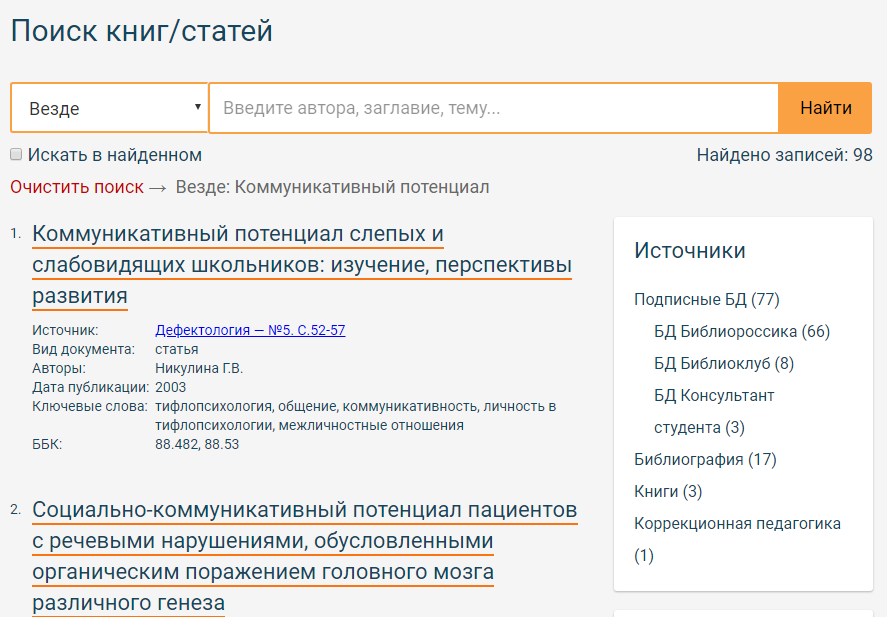 Поиск книг/статей
Везде
Введите автора, заглавие, тему...
Найти
Искать в найденном
Найдено записей: 98
Очистить поиск → Везде: Коммуникативный потенциал
1. Коммуникативный потенциал слепых и
слабовидящих школьников: изучение, перспективы
развития
Источник: Дефектология — №5. С.52-57
Вид документа: статья
Авторы: Никулина Г.В.
Дата публикации: 2003
Ключевые слова: тифлопсихология, общение, коммуникативность, личность в
тифлопсихологии, межличностные отношения
ББК: 88.482, 88.53
2. Социально-коммуникативный потенциал пациентов
с речевыми нарушениями, обусловленными
органическим поражением головного мозга
различного генеза
Источники
Подписные БД (77)
БД Библиороссика (66)
БД Библиоклуб (8)
БД Консультант
студента (3)
Библиография (17)
Книги (3)
Коррекционная педагогика
(1)